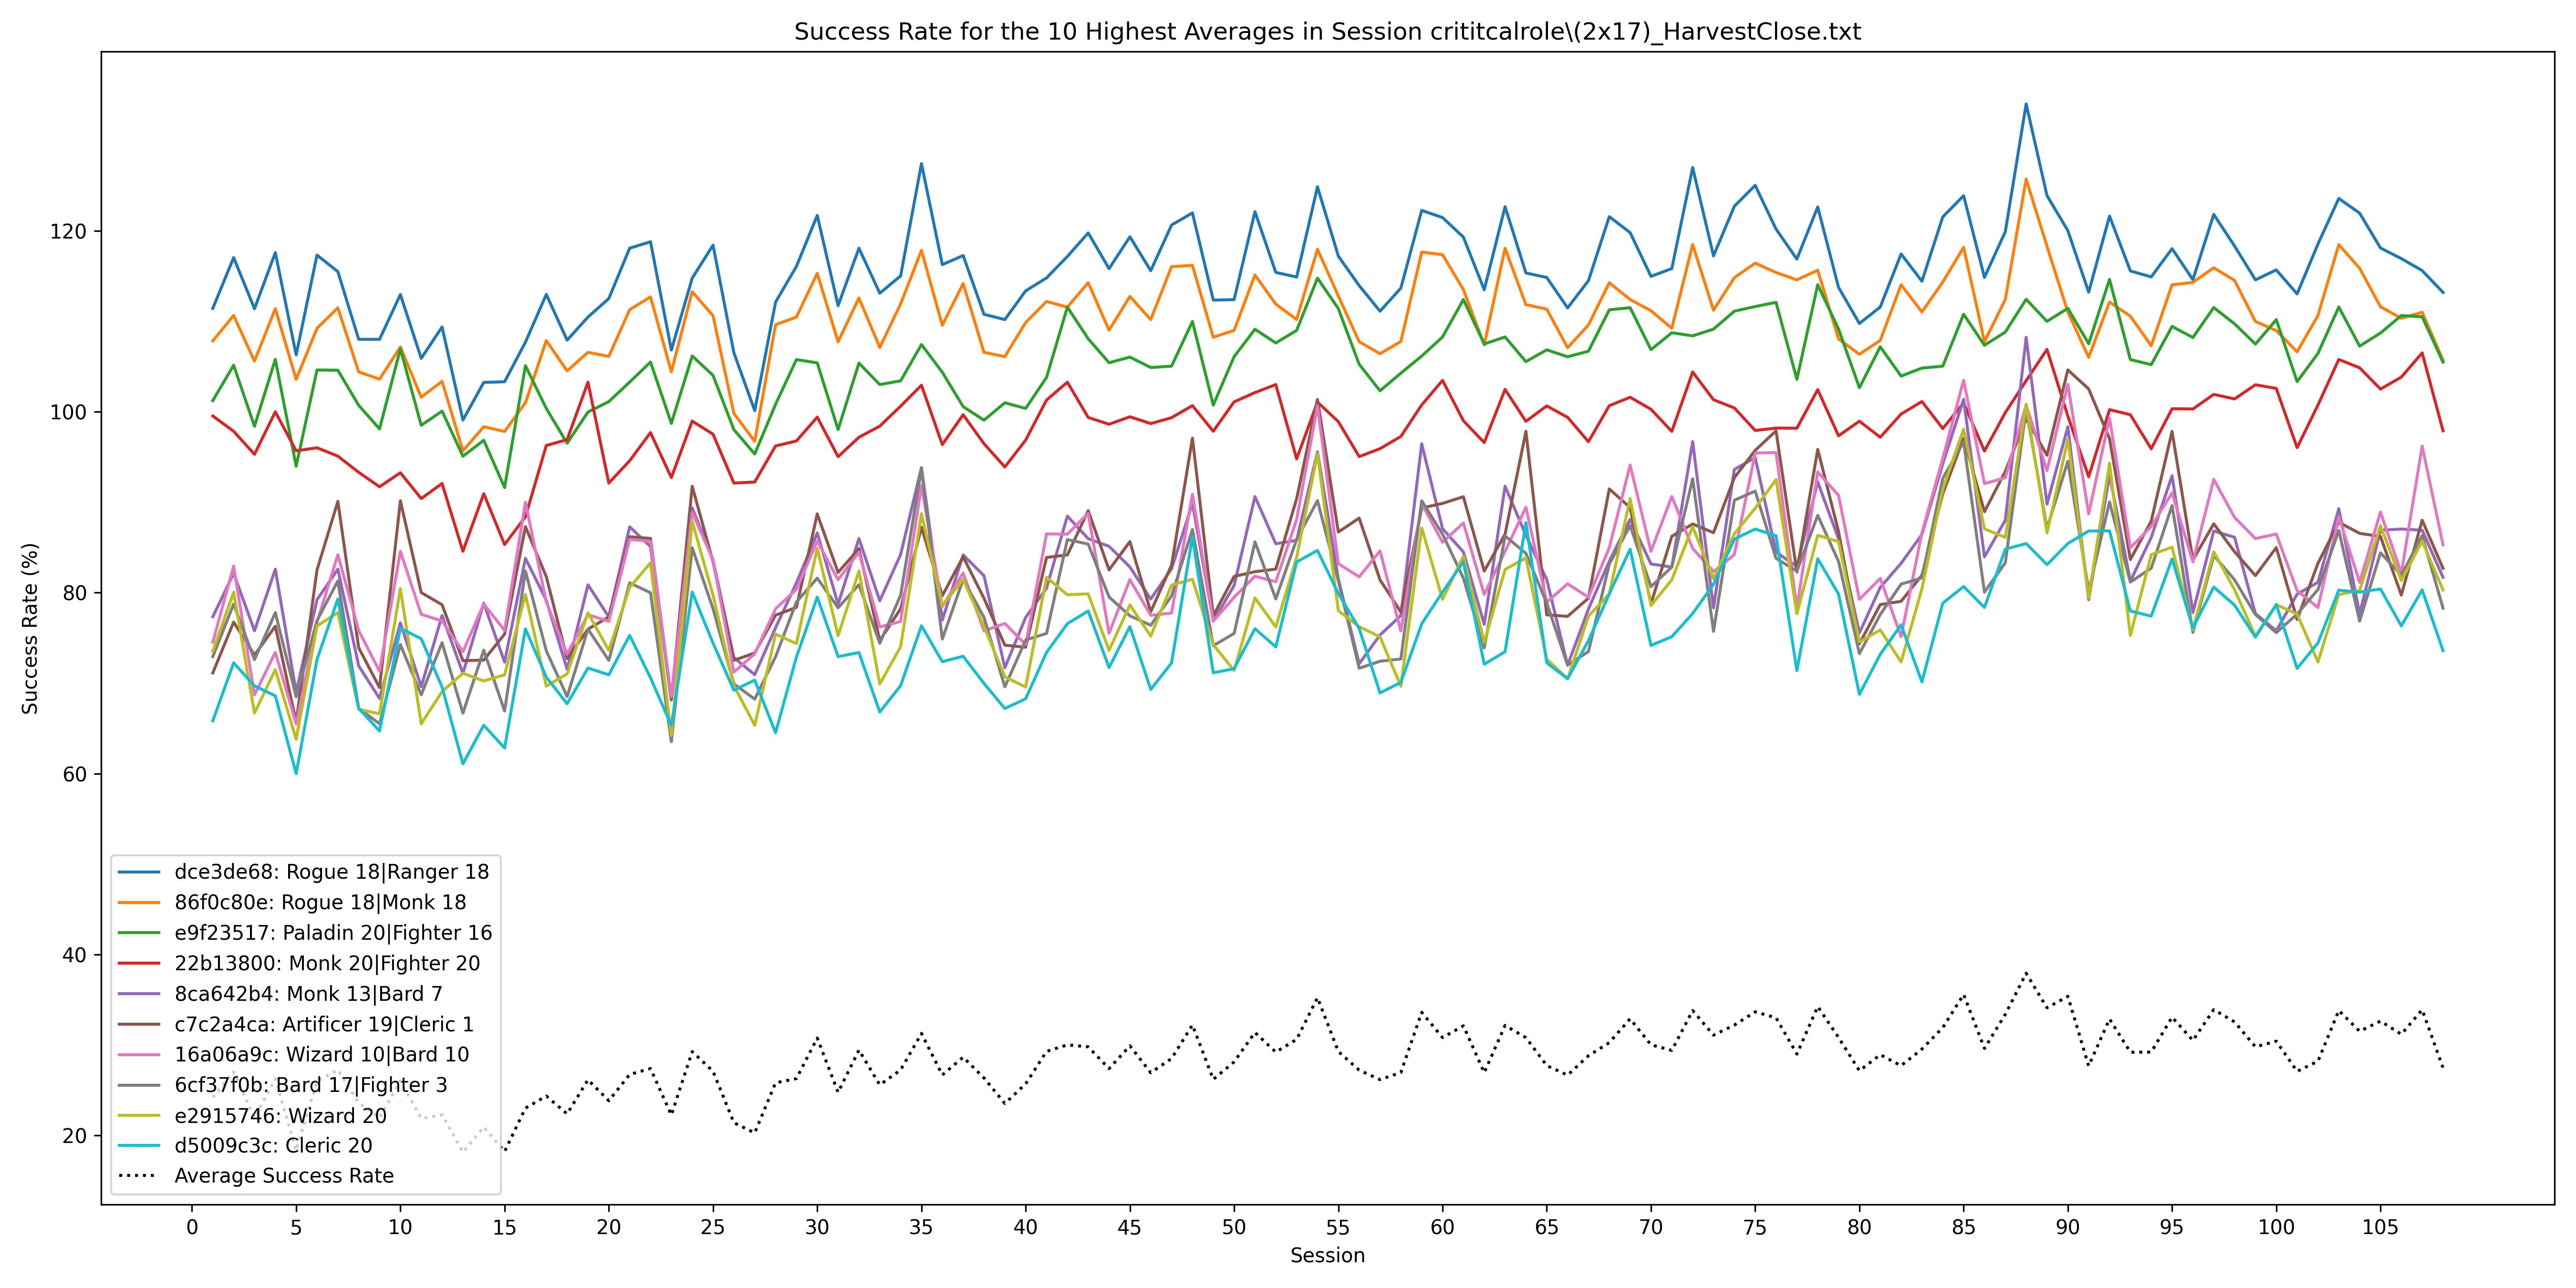 Success Rate for the 10 Highest Averages in Session crititcalrole\(2x17)_HarvestClose.txt
Success Rate (%)
120
100
80
60
40
20
dce3de68: Rogue 18|Ranger 18
86f0c80e: Rogue 18|Monk 18
e9f23517: Paladin 20|Fighter 16
22b13800: Monk 20|Fighter 20
8ca642b4: Monk 13|Bard 7
c7c2a4ca: Artificer 19|Cleric 1
16a06a9c: Wizard 10|Bard 10
6cf37f0b: Bard 17|Fighter 3
e2915746: Wizard 20
d5009c3c: Cleric 20
Average Success Rate
0 5 10 15 20 25 30 35 40 45 50 55 60 65 70 75 80 85 90 95 100 105
Session